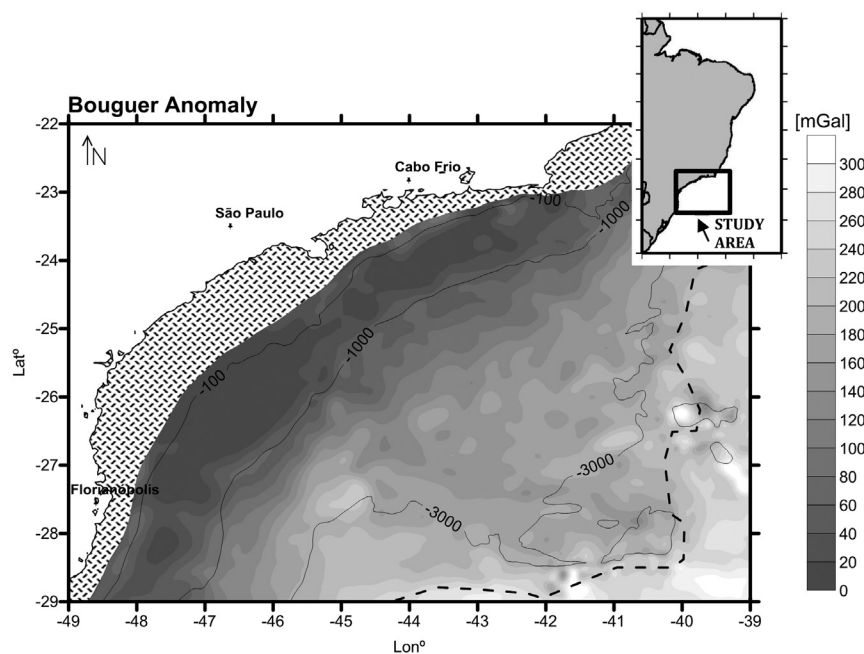 Bouguer Anomaly
[mGal]
-22
-23
-24
-25
-26
-27
-28
-29
Latº
N
Cabo Frio
São Paulo
Florianópolis
-100
-1000
-1000
-100
-3000
-3000
STUDY
AREA
300
280
260
240
220
200
180
160
140
120
100
80
60
40
20
0
-49 -48 -47 -46 -45 -44 -43 -42 -41 -40 -39
Lonº